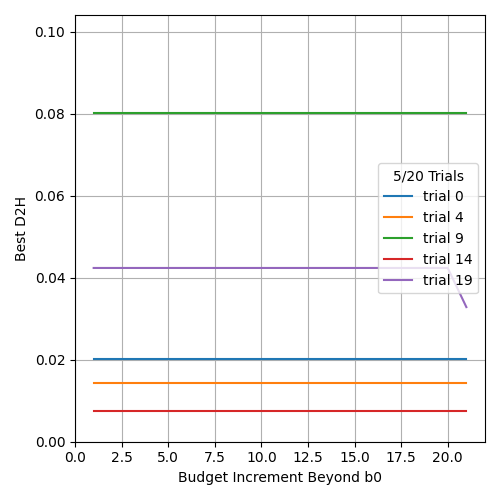 0.10
0.08
0.06
0.04
0.02
0.00
Best D2H
5/20 Trials
trial 0
trial 4
trial 9
trial 14
trial 19
0.0 2.5 5.0 7.5 10.0 12.5 15.0 17.5 20.0
Budget Increment Beyond b0